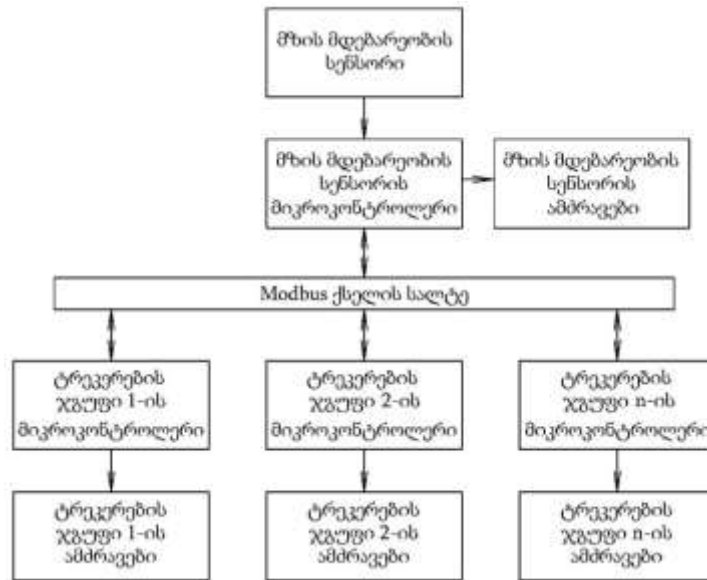 მზის მდებარეობის
სენსორი
მზის მდებარეობის
სენსორის
მიკროკონტროლერი
მზის მდებარეობის
სენსორის
ამძრავები
Modbus ქსელის სალტე
ტრეკერების
ჯგუფი 1-ის
მიკროკონტროლერი
ტრეკერების
ჯგუფი 2-ის
მიკროკონტროლერი
ტრეკერების
ჯგუფი n-ის
მიკროკონტროლერი
ტრეკერების
ჯგუფი 1-ის
ამძრავები
ტრეკერების
ჯგუფი 2-ის
ამძრავები
ტრეკერების
ჯგუფი n-ის
ამძრავები